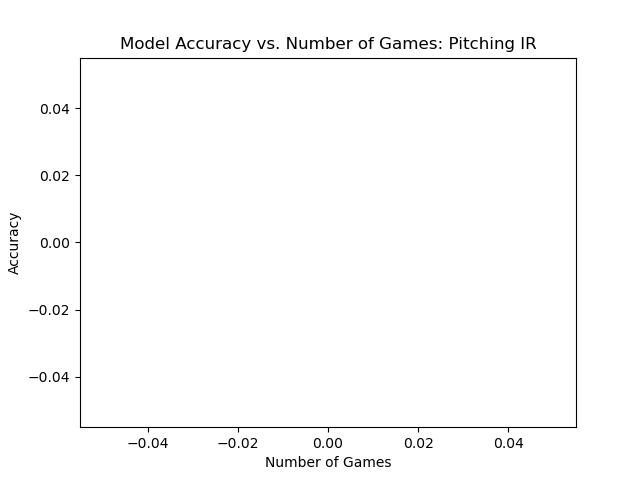 Model Accuracy vs. Number of Games: Pitching IR
0.04
0.02
0.00
−0.02
−0.04
Accuracy
−0.04 −0.02 0.00 0.02 0.04
Number of Games